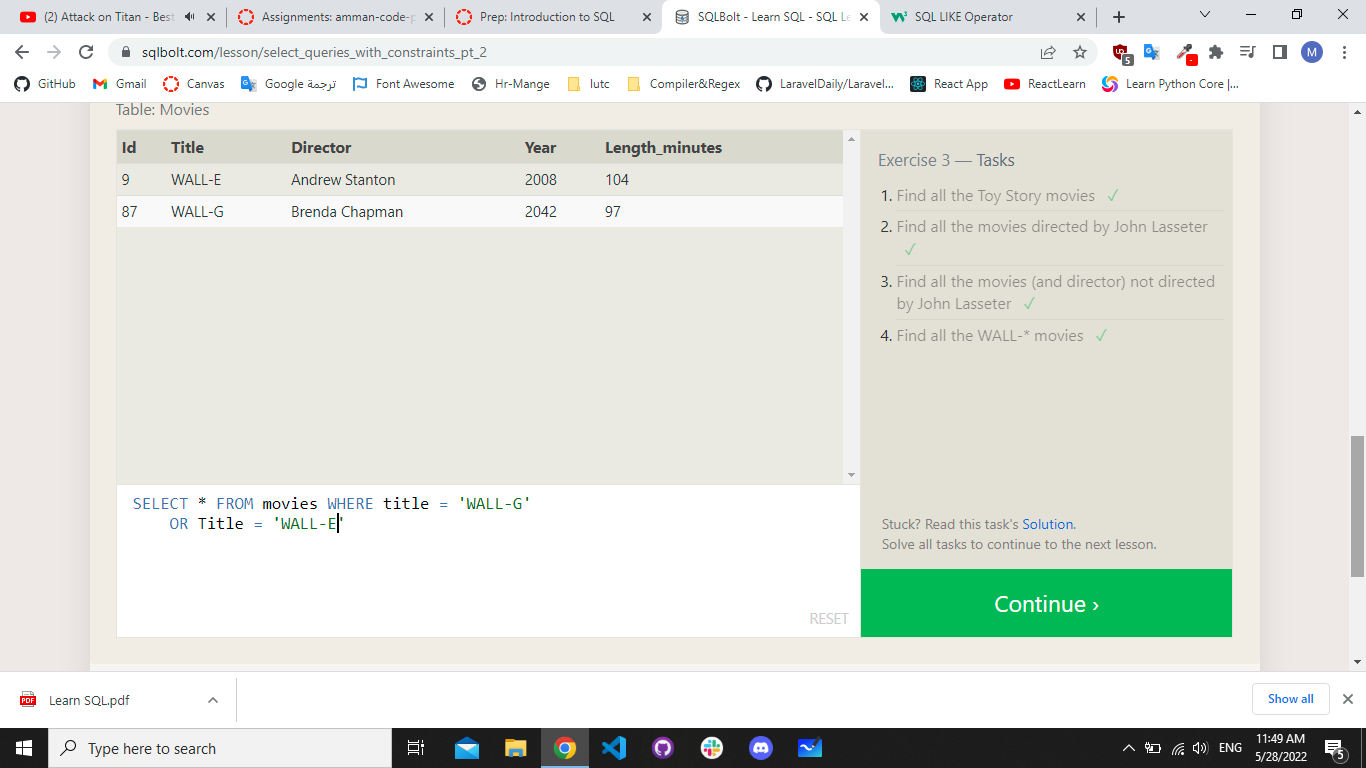 (2) Attack on Titan - Best
Assignments: amman-code-p
Prep: Introduction to SQL
SQLBolt - Learn SQL - SQL Le
SQL LIKE Operator
sqlbolt.com/lesson/select_queries_with_constraints_pt_2
5
M
GitHub
Gmail
Canvas
Google ترجمة
Font Awesome
Hr-Mange
lutc
Compiler&Regex
LaravelDaily/Laravel...
React App
ReactLearn
Learn Python Core |...
Table: Movies
Id Title Director Year Length_minutes
9 WALL-E Andrew Stanton 2008 104
87 WALL-G Brenda Chapman 2042 97
SELECT * FROM movies WHERE title = 'WALL-G'
OR Title = 'WALL-E'
RESET
Exercise 3 — Tasks
1. Find all the Toy Story movies ✓
2. Find all the movies directed by John Lasseter
✓
3. Find all the movies (and director) not directed
by John Lasseter ✓
4. Find all the WALL-* movies ✓
Stuck? Read this task's Solution.
Solve all tasks to continue to the next lesson.
Continue ›
PDF
Learn SQL.pdf
Show all
Type here to search
ENG
11:49 AM
5/28/2022
5